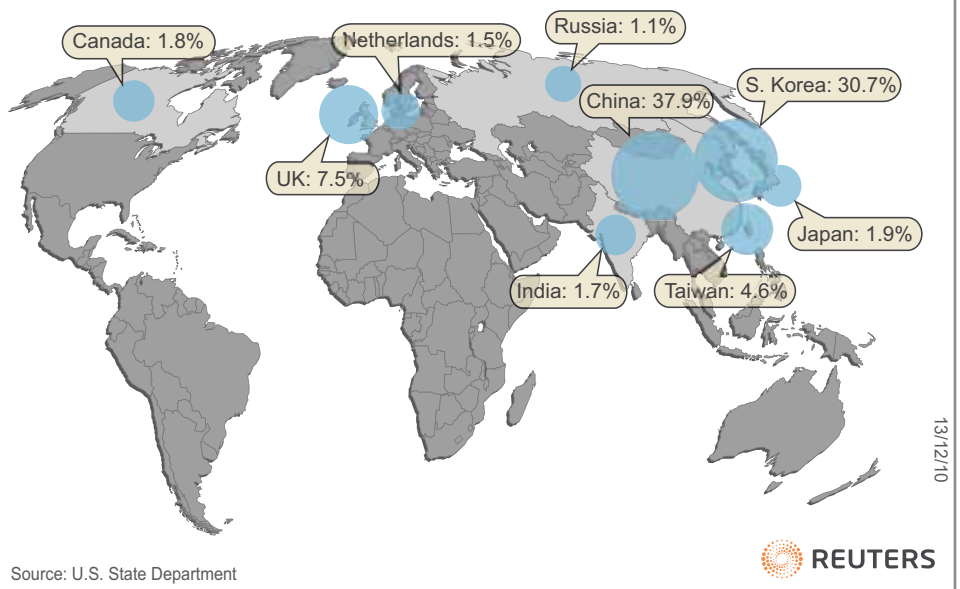 Canada: 1.8%
Netherlands: 1.5%
Russia: 1.1%
S. Korea: 30.7%
China: 37.9%
UK: 7.5%
Japan: 1.9%
India: 1.7%
Taiwan: 4.6%
13/12/10
Source: U.S. State Department
REUTERS